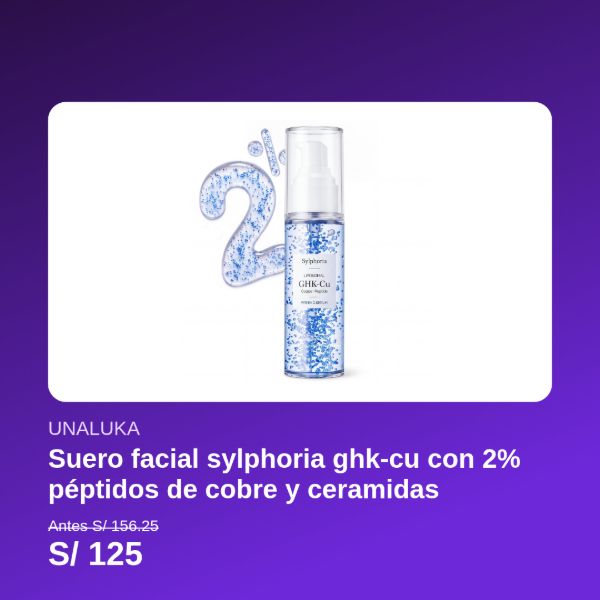 2%
Sylphoria
LIPOSOMAL
GHK-Cu
Copper Peptide
UNALUKA
Suero facial sylphoria ghk-cu con 2%
péptidos de cobre y ceramidas
Antes S/ 156.25
S/ 125